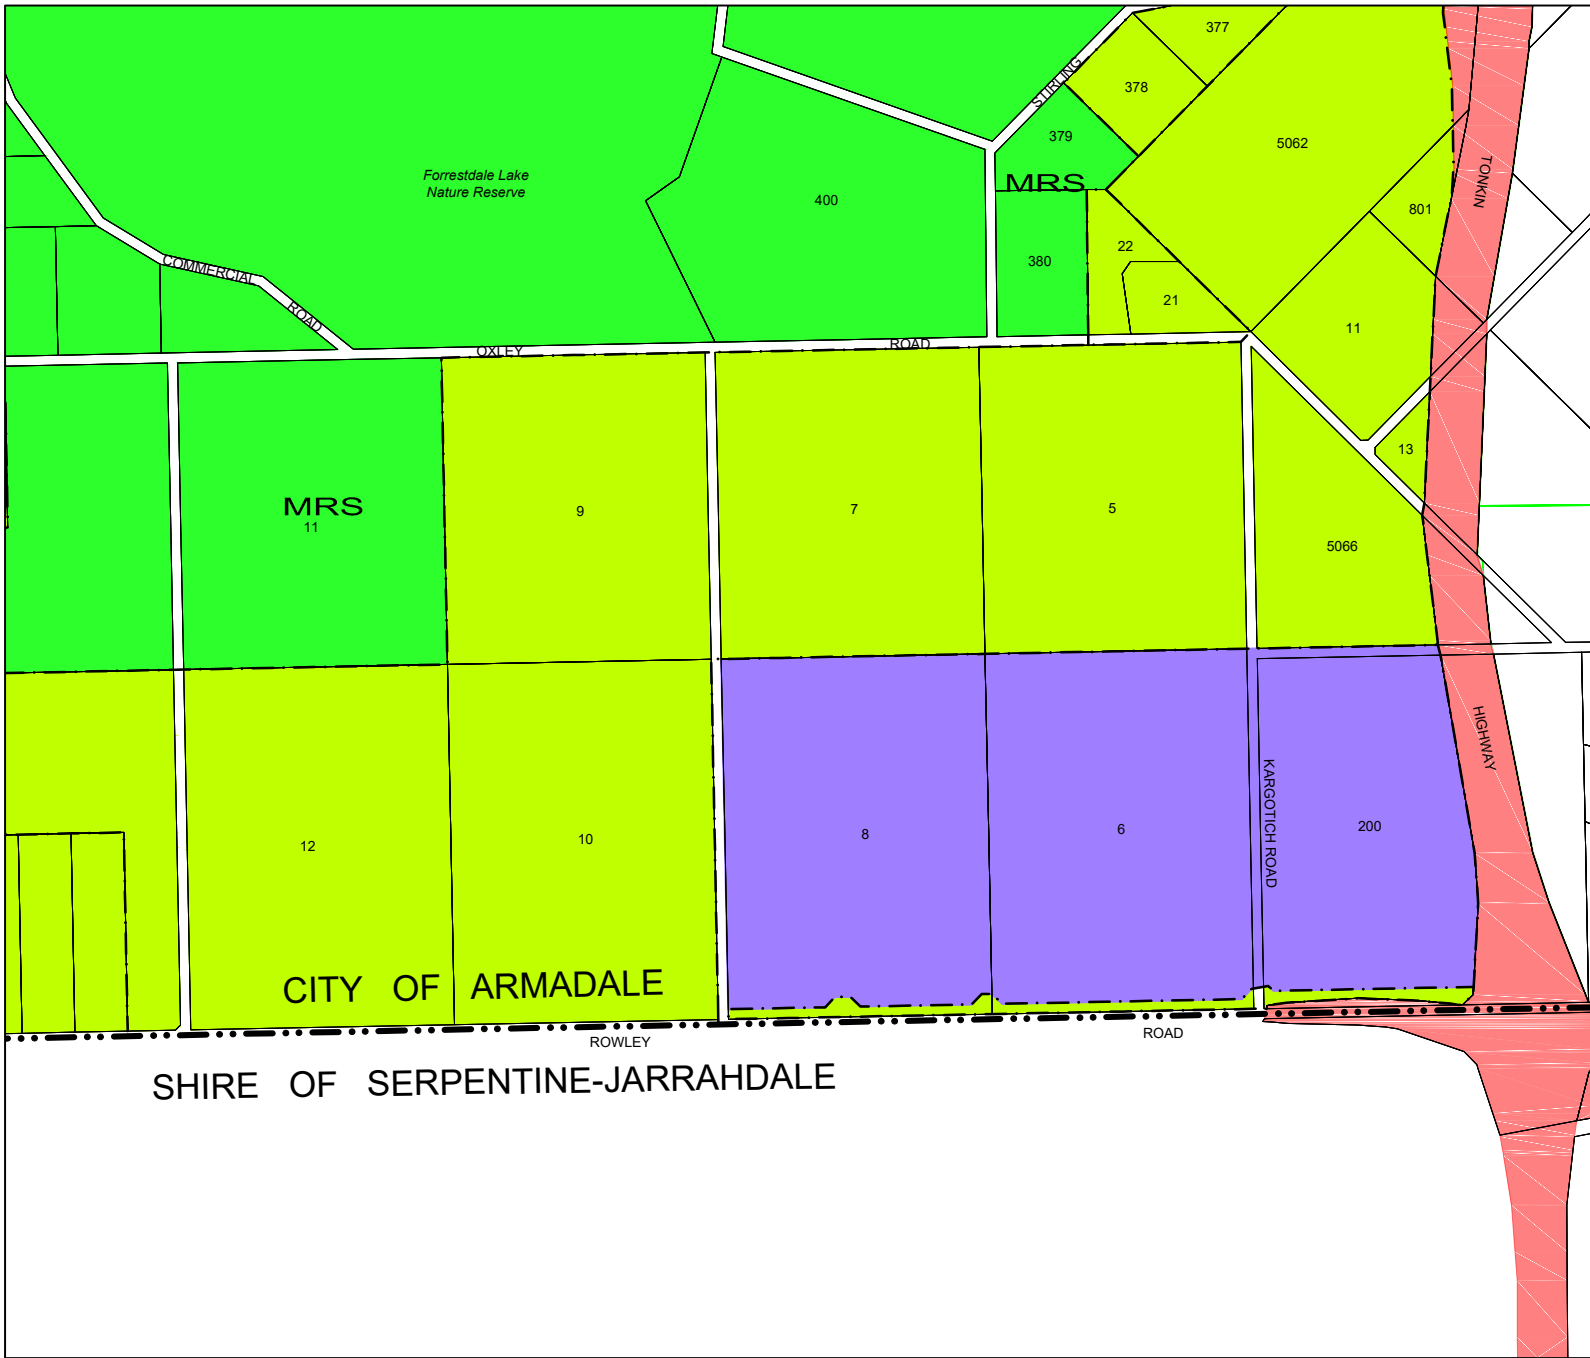 377
STIRLING
378
379
5062
TONKIN
Forrestdale Lake
Nature Reserve
MRS
400
801
22
380
COMMERCIAL
ROAD
21
11
OXLEY
ROAD
13
MRS
11
9
7
5
5066
HIGHWAY
KARGOTICH ROAD
12
10
8
6
200
CITY OF ARMADALE
ROWLEY
ROAD
SHIRE OF SERPENTINE-JARRAHDALE